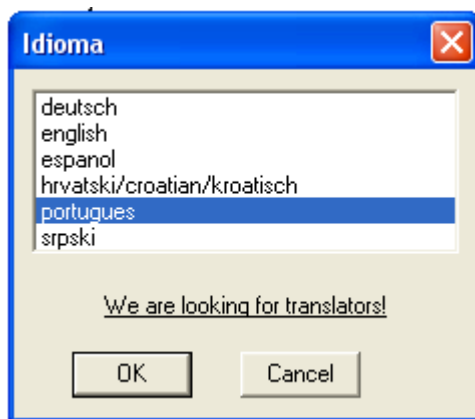 Idioma
deutsch
english
espanol
hrvatski/croatian/kroatisch
portugues
srpski
We are looking for translators!
OK
Cancel